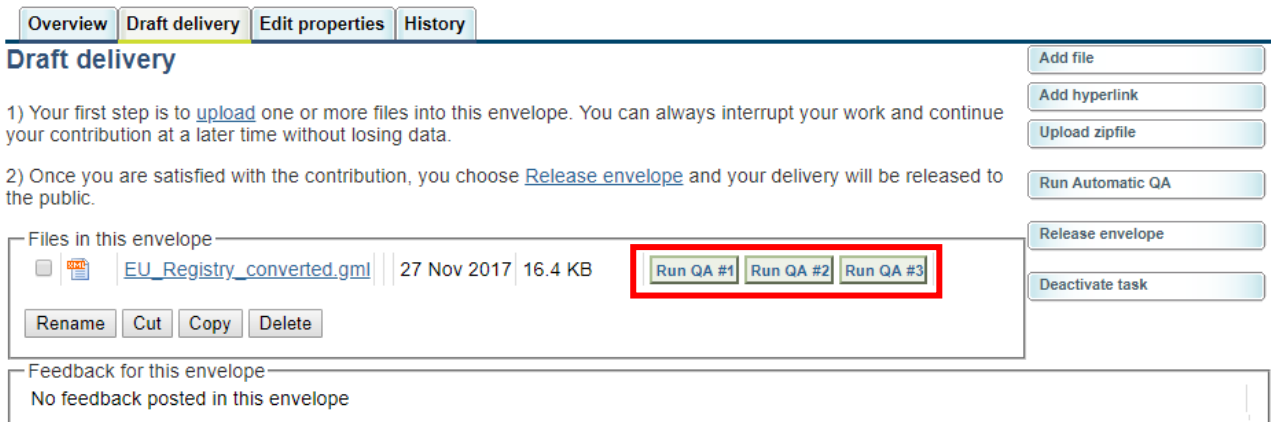 Overview Draft delivery Edit properties History
Draft delivery
1) Your first step is to upload one or more files into this envelope. You can always interrupt your work and continue
your contribution at a later time without losing data.
2) Once you are satisfied with the contribution, you choose Release envelope and your delivery will be released to
the public.
Files in this envelope
XML EU_Registry_converted.gml 27 Nov 2017 16.4 KB Run QA #1 Run QA #2 Run QA #3
Rename Cut Copy Delete
Feedback for this envelope
No feedback posted in this envelope
Add file
Add hyperlink
Upload zipfile
Run Automatic QA
Release envelope
Deactivate task